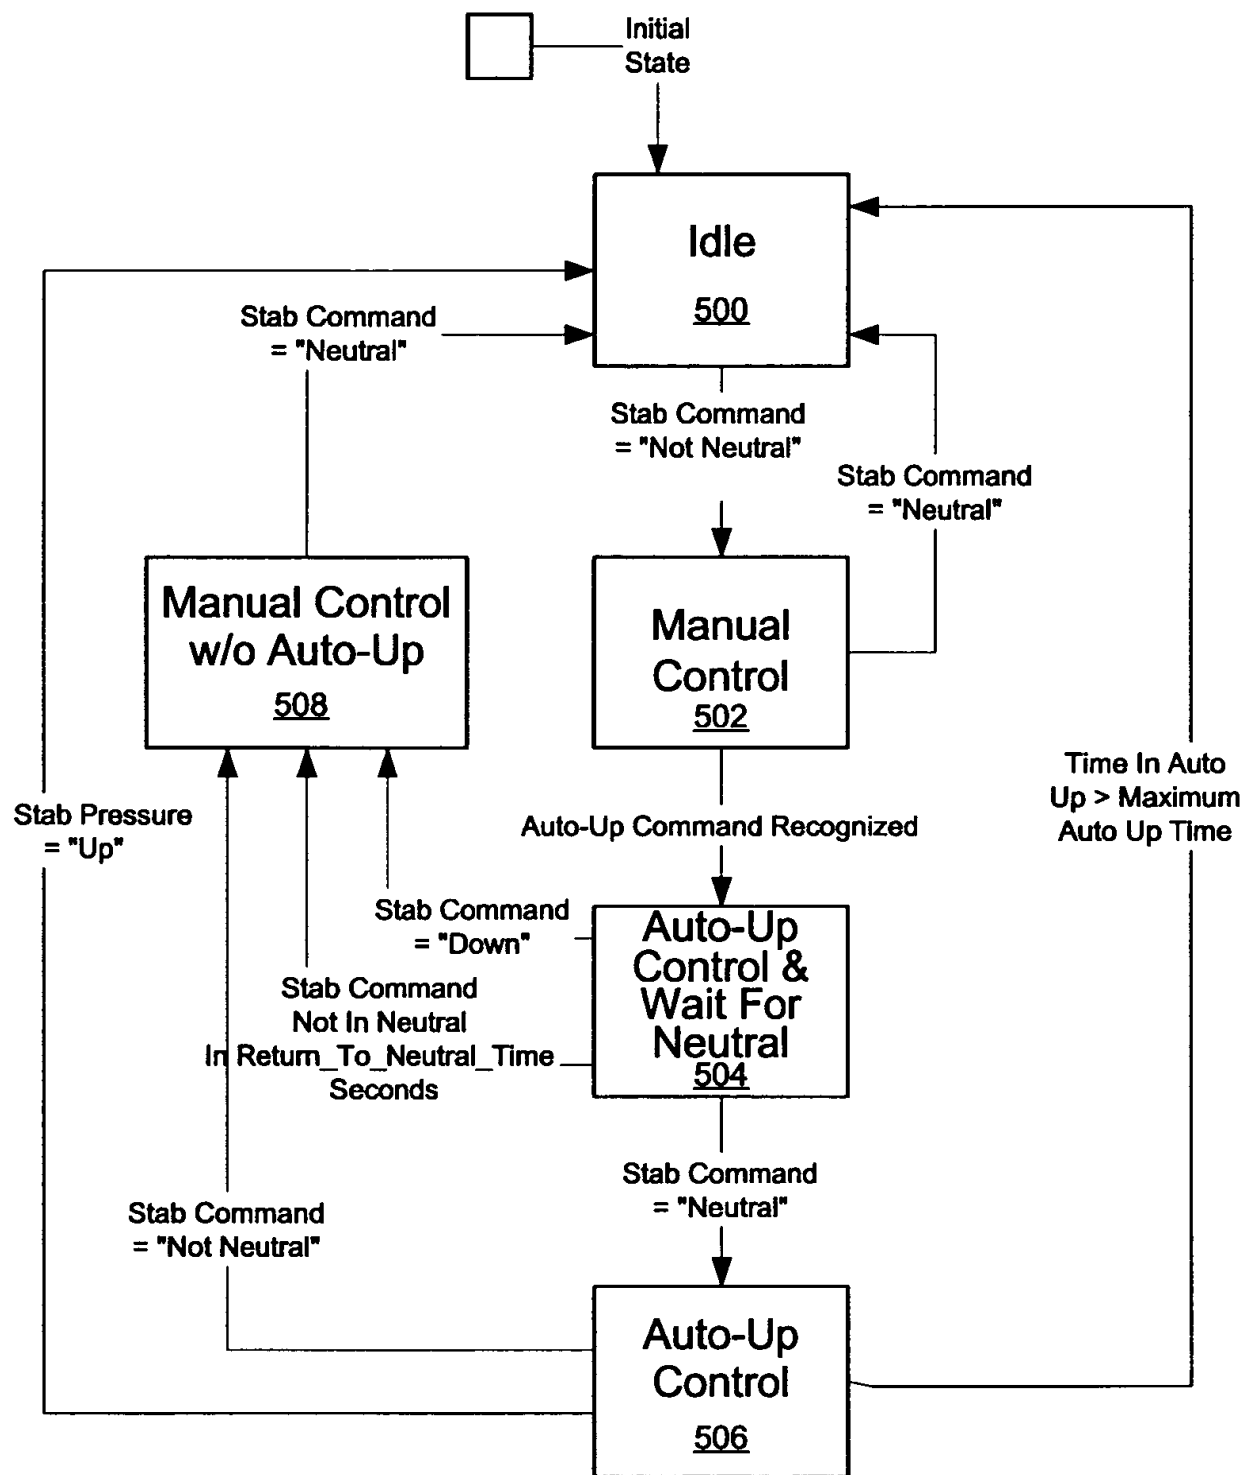 Initial
State
Idle
500
Stab Command
= "Neutral"
Stab Command
= "Not Neutral"
Stab Command
= "Neutral"
Manual Control
w/o Auto-Up
508
Manual
Control
502
Stab Pressure
= "Up"
Time In Auto
Up > Maximum
Auto Up Time
Auto-Up Command Recognized
Stab Command
= "Down"
Auto-Up
Control &
Wait For
Neutral
504
Stab Command
Not In Neutral
In Return_To_Neutral_Time
Seconds
Stab Command
= "Neutral"
Stab Command
= "Not Neutral"
Auto-Up
Control
506